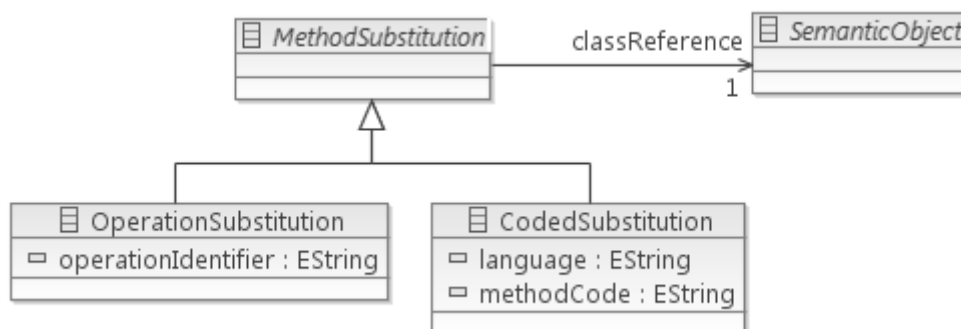 MethodSubstitution
classReference
SemanticObject
1
OperationSubstitution
operationIdentifier : EString
CodedSubstitution
language : EString
methodCode : EString